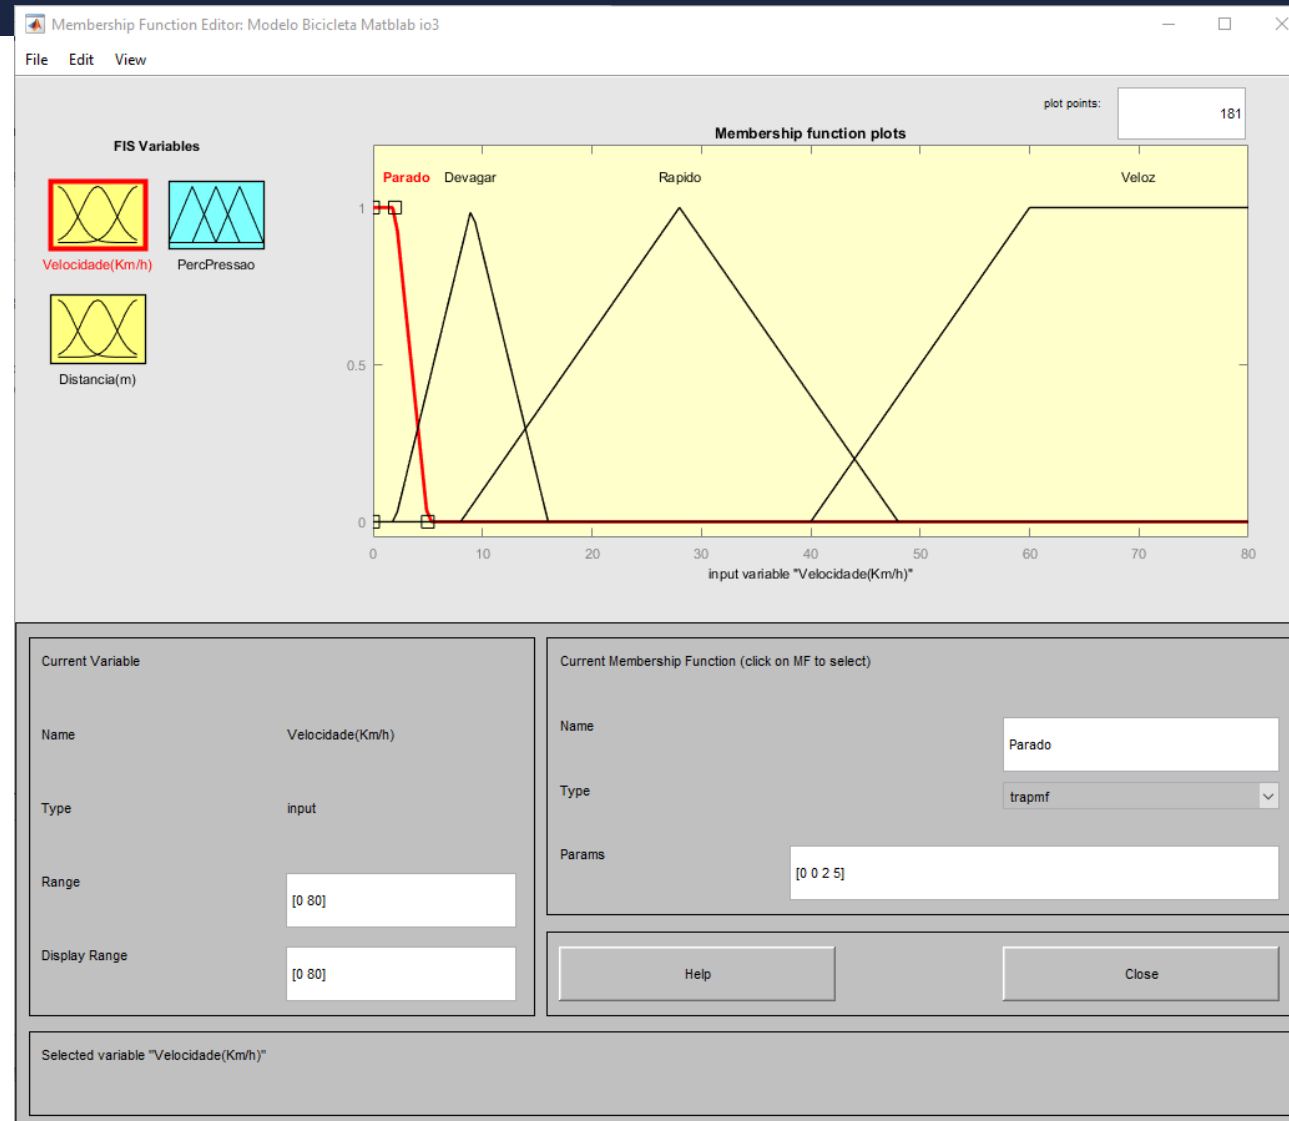 Membership Function Editor: Modelo Bicicleta Matblab io3
File Edit View
plot points:
181
FIS Variables
Velocidade(Km/h)
PercPressao
Distancia(m)
Membership function plots
Parado Devagar Rapido Veloz
1
0.5
0
0 10 20 30 40 50 60 70 80
input variable "Velocidade(Km/h)"
Current Variable
Name Velocidade(Km/h)
Type input
Range [0 80]
Display Range [0 80]
Current Membership Function (click on MF to select)
Name Parado
Type trapmf
Params [0 0 2 5]
Help Close
Selected variable "Velocidade(Km/h)"